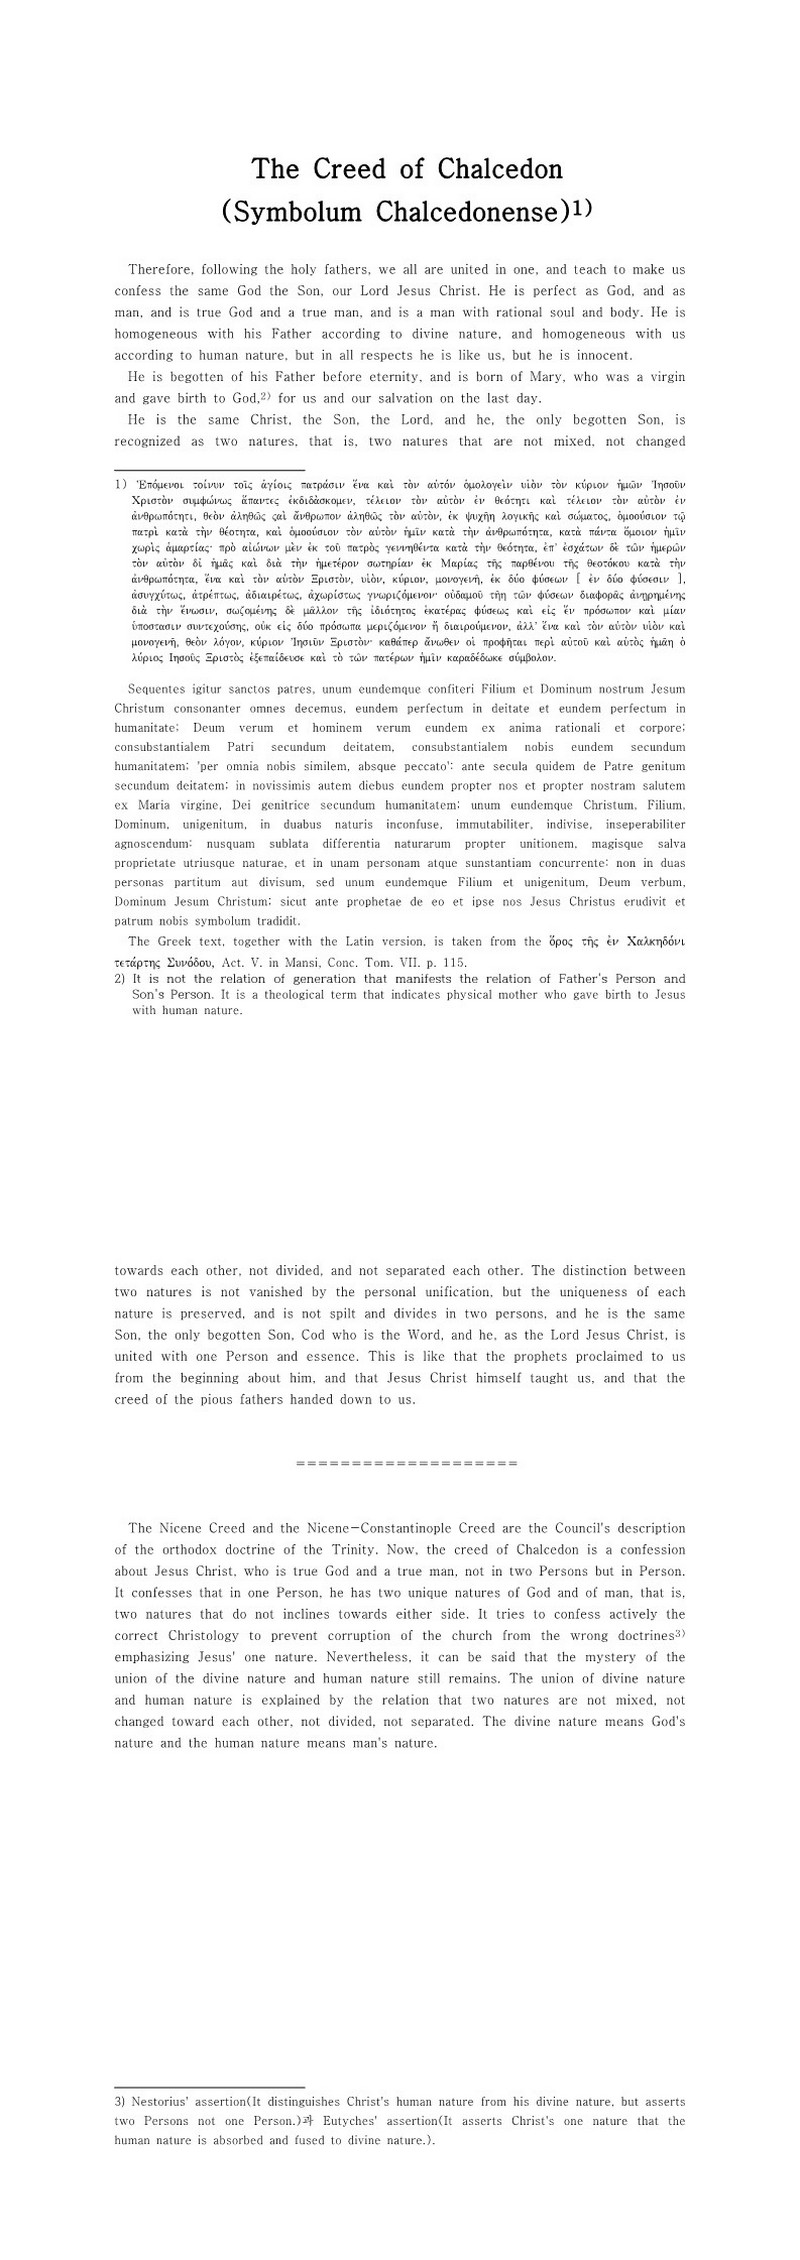 The Creed of Chalcedon
(Symbolum Chalcedonense)1)
Therefore, following the holy fathers, we all are united in one, and teach to make us
confess the same God the Son, our Lord Jesus Christ. He is perfect as God, and as
man, and is true God and a true man, and is a man with rational soul and body. He is
homogeneous with his Father according to divine nature, and homogeneous with us
according to human nature, but in all respects he is like us, but he is innocent.
He is begotten of his Father before eternity, and is born of Mary, who was a virgin
and gave birth to God,2) for us and our salvation on the last day.
He is the same Christ, the Son, the Lord, and he, the only begotten Son, is
recognized as two natures, that is, two natures that are not mixed, not changed
1) Ἑπόμενοι τοίνυν τοῖς ἁγίοις πατράσιν ἕνα καὶ τὸν αὐτόν ὁμολογεὶν υἱὸν τὸν κύριον ἡμῶν Ἰησοῦν
Χριστὸν συμφώνως ἅπαντες ἐκδιδάσκομεν, τέλειον τὸν αὐτὸν ἐν θεότητι καὶ τέλειον τὸν αὐτὸν ἐν
ἀνθρωπότητι, θεὸν ἀληθῶς ςαὶ ἄνθρωπον ἀληθῶς τὸν αὐτὸν, ἐκ ψυχῆη λογικῆς καὶ σώματος, ὁμοούσιον τῷ
πατρὶ κατὰ τὴν θέοτητα, καὶ ὁμοούσιον τὸν αὐτὸν ἡμῖν κατὰ τὴν ἀνθρωπότητα, κατὰ πάντα ὅμοιον ἡμῖν
χωρὶς ἁμαρτίας· πρὸ αἰώνων μὲν ἐκ τοῦ πατρὸς γεννηθέντα κατὰ τὴν θεότητα, ἐπ' ἐσχάτων δὲ τῶν ἡμερῶν
τὸν αὐτὸν δἰ ἡμᾶς καὶ διὰ τὴν ἡμετέρον σωτηρίαν ἐκ Μαρίας τῆς παρθένου τῆς θεοτόκου κατὰ τὴν
ἀνθρωπότητα, ἕνα καὶ τὸν αὐτὸν Ξριστὸν, υἱὸν, κύριον, μονογενῆ, ἐκ δύο φύσεων [ ἐν δύο φύσεσιν ],
ἀσυγχύτως, ἀτρέπτως, ἀδιαιρέτως, ἀχωρίστως γνωριζόμενον· οὐδαμοῦ τῆη τῶν φύσεων διαφορᾶς ἀνῃρημένης
διὰ τὴν ἕνωσιν, σωζομένης δὲ μᾶλλον τῆς ἰδιότητος ἑκατέρας φύσεως καὶ εἰς ἓν πρόσωπον καὶ μίαν
ὑποστασιν συντεχούσης, οὐκ εἰς δύο πρόσωπα μεριζόμενον ἢ διαιρούμενον, ἀλλ' ἕνα καὶ τὸν αὐτὸν υἱὸν καὶ
μονογενῆ, θεὸν λόγον, κύριον Ἰησιῦν Ξριστὸν· καθάπερ ἄνωθεν οἱ προφῆται περὶ αὐτοῦ καὶ αὐτὸς ἡμᾶη ὁ
λύριος Ιησοῦς Ξριστὸς ἐξεπαίδευσε καὶ τὸ τῶν πατέρων ἡμῖν καραδέδωκε σύμβολον.
Sequentes igitur sanctos patres, unum eundemque confiteri Filium et Dominum nostrum Jesum
Christum consonanter omnes decemus, eundem perfectum in deitate et eundem perfectum in
humanitate; Deum verum et hominem verum eundem ex anima rationali et corpore;
consubstantialem Patri secundum deitatem, consubstantialem nobis eundem secundum
humanitatem; 'per omnia nobis similem, absque peccato': ante secula quidem de Patre genitum
secundum deitatem; in novissimis autem diebus eundem propter nos et propter nostram salutem
ex Maria virgine, Dei genitrice secundum humanitatem; unum eundemque Christum, Filium,
Dominum, unigenitum, in duabus naturis inconfuse, immutabiliter, indivise, inseperabiliter
agnoscendum: nusquam sublata differentia naturarum propter unitionem, magisque salva
proprietate utriusque naturae, et in unam personam atque sunstantiam concurrente: non in duas
personas partitum aut divisum, sed unum eundemque Filium et unigenitum, Deum verbum,
Dominum Jesum Christum; sicut ante prophetae de eo et ipse nos Jesus Christus erudivit et
patrum nobis symbolum tradidit.
The Greek text, together with the Latin version, is taken from the ὅρος τῆς ἐν Χαλκηδόνι
τετάρτης Συνόδου, Act. V. in Mansi, Conc. Tom. VII. p. 115.
2) It is not the relation of generation that manifests the relation of Father's Person and
Son's Person. It is a theological term that indicates physical mother who gave birth to Jesus
with human nature.
towards each other, not divided, and not separated each other. The distinction between
two natures is not vanished by the personal unification, but the uniqueness of each
nature is preserved, and is not spilt and divides in two persons, and he is the same
Son, the only begotten Son, Cod who is the Word, and he, as the Lord Jesus Christ, is
united with one Person and essence. This is like that the prophets proclaimed to us
from the beginning about him, and that Jesus Christ himself taught us, and that the
creed of the pious fathers handed down to us.
====================
The Nicene Creed and the Nicene-Constantinople Creed are the Council's description
of the orthodox doctrine of the Trinity. Now, the creed of Chalcedon is a confession
about Jesus Christ, who is true God and a true man, not in two Persons but in Person.
It confesses that in one Person, he has two unique natures of God and of man, that is,
two natures that do not inclines towards either side. It tries to confess actively the
correct Christology to prevent corruption of the church from the wrong doctrines3)
emphasizing Jesus' one nature. Nevertheless, it can be said that the mystery of the
union of the divine nature and human nature still remains. The union of divine nature
and human nature is explained by the relation that two natures are not mixed, not
changed toward each other, not divided, not separated. The divine nature means God's
nature and the human nature means man's nature.
3) Nestorius' assertion(It distinguishes Christ's human nature from his divine nature, but asserts
two Persons not one Person.)과 Eutyches' assertion(It asserts Christ's one nature that the
human nature is absorbed and fused to divine nature.).